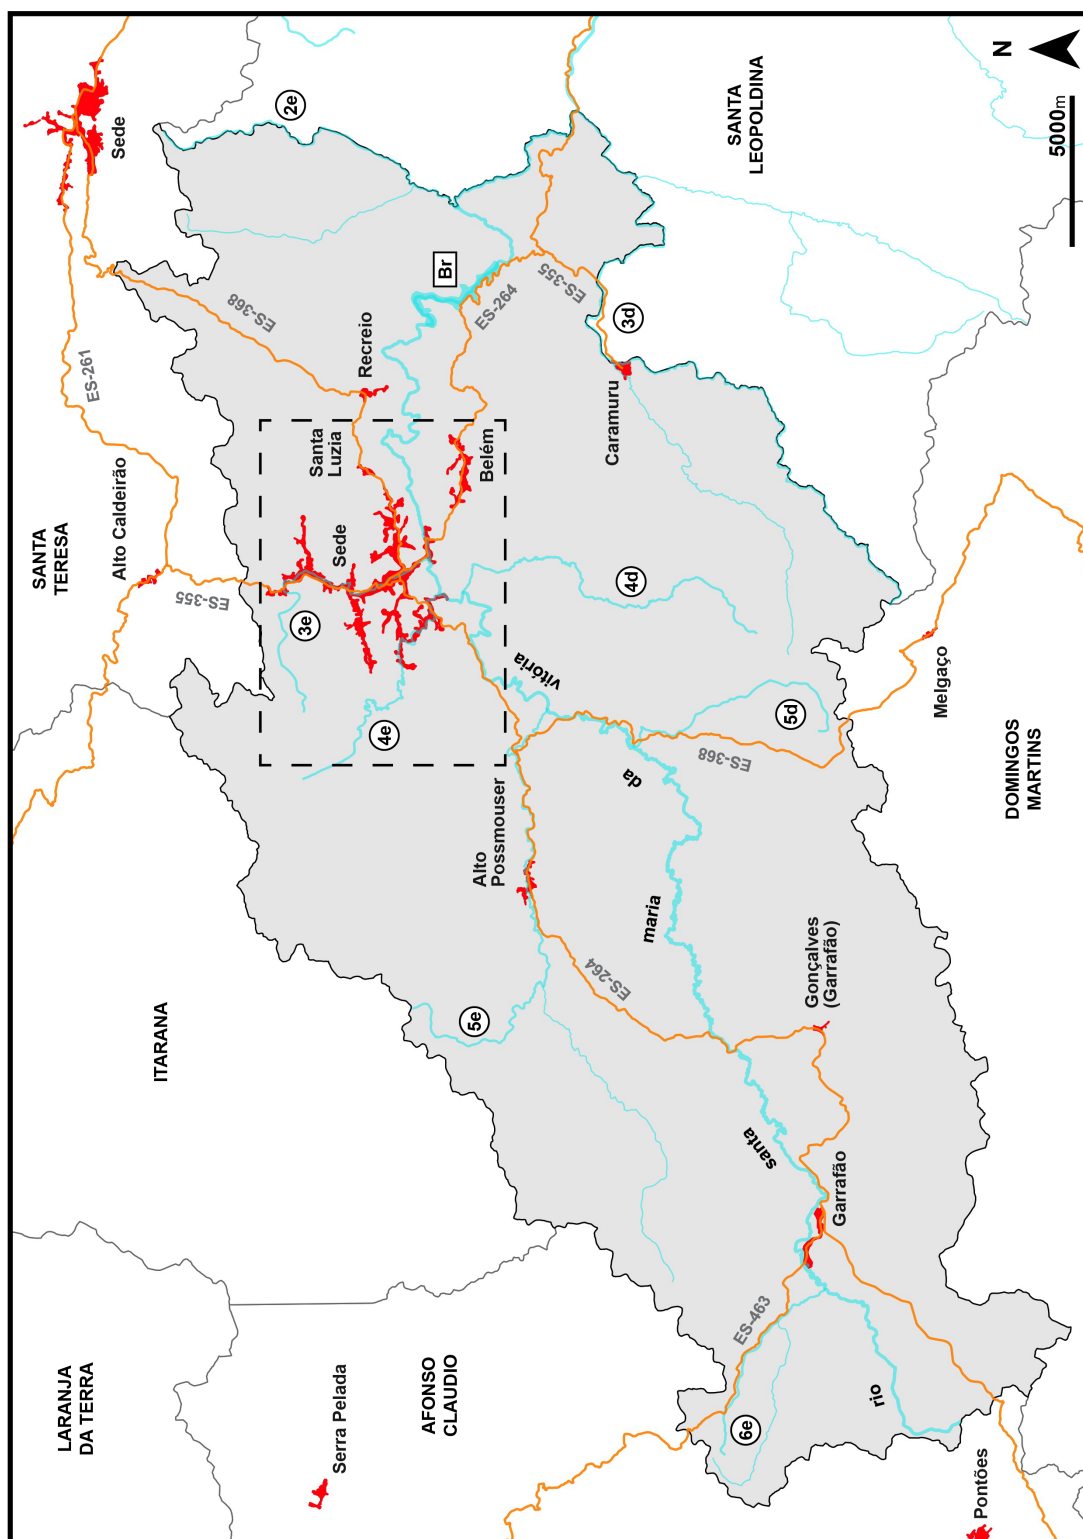 LARANJA
DA TERRA
Serra Pelada
AFONSO
CLAUDIO
ITARANA
SANTA
TERESA
Alto Caldeirão
ES-261
ES-355
Sede
ES-368
2e
Recreio
Br
SANTA
LEOPOLDINA
N
5000m
Santa
Luzia
Sede
Belém
ES-264
ES-355
3d
Caramuru
3e
4e
4d
vitória
5d
ES-368
da
Melgaço
DOMINGOS
MARTINS
Alto
Possmouser
maria
ES-264
5e
Gonçalves
(Garrafão)
santa
Garrafão
ES-463
6e
rio
Pontões